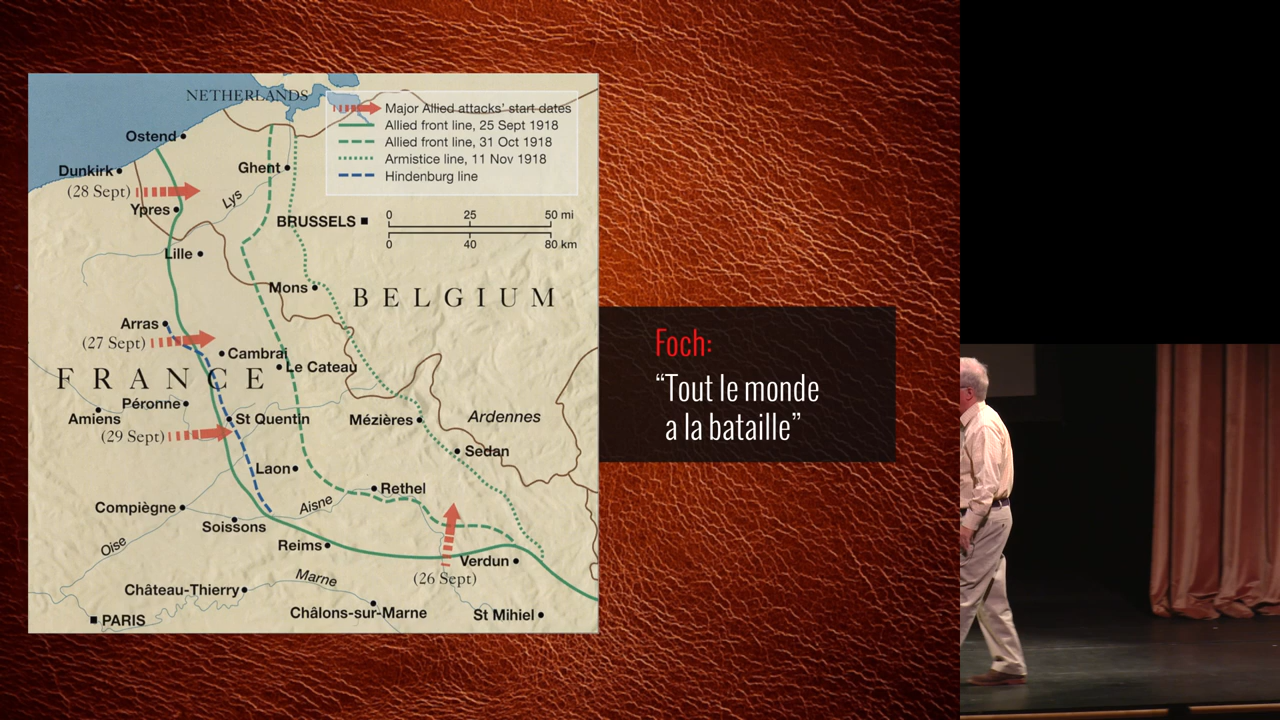 NETHERLANDS
Major Allied attacks' start dates
Allied front line, 25 Sept 1918
Allied front line, 31 Oct 1918
Armistice line, 11 Nov 1918
Hindenburg line
0 25 50 mi
0 40 80 km
Ostend
Dunkirk
(28 Sept)
Ypres
Ghent
Lys
BRUSSELS
Lille
Mons
BELGIUM
Arras
(27 Sept)
Cambrai
Le Cateau
FRANCE
Péronne
Amiens
St Quentin
(29 Sept)
Mézières
Ardennes
Sedan
Laon
Rethel
Compiègne
Aisne
Soissons
Oise
Reims
Verdun
(26 Sept)
Château-Thierry
Marne
Châlons-sur-Marne
St Mihiel
PARIS
Foch:
“Tout le monde
a la bataille”